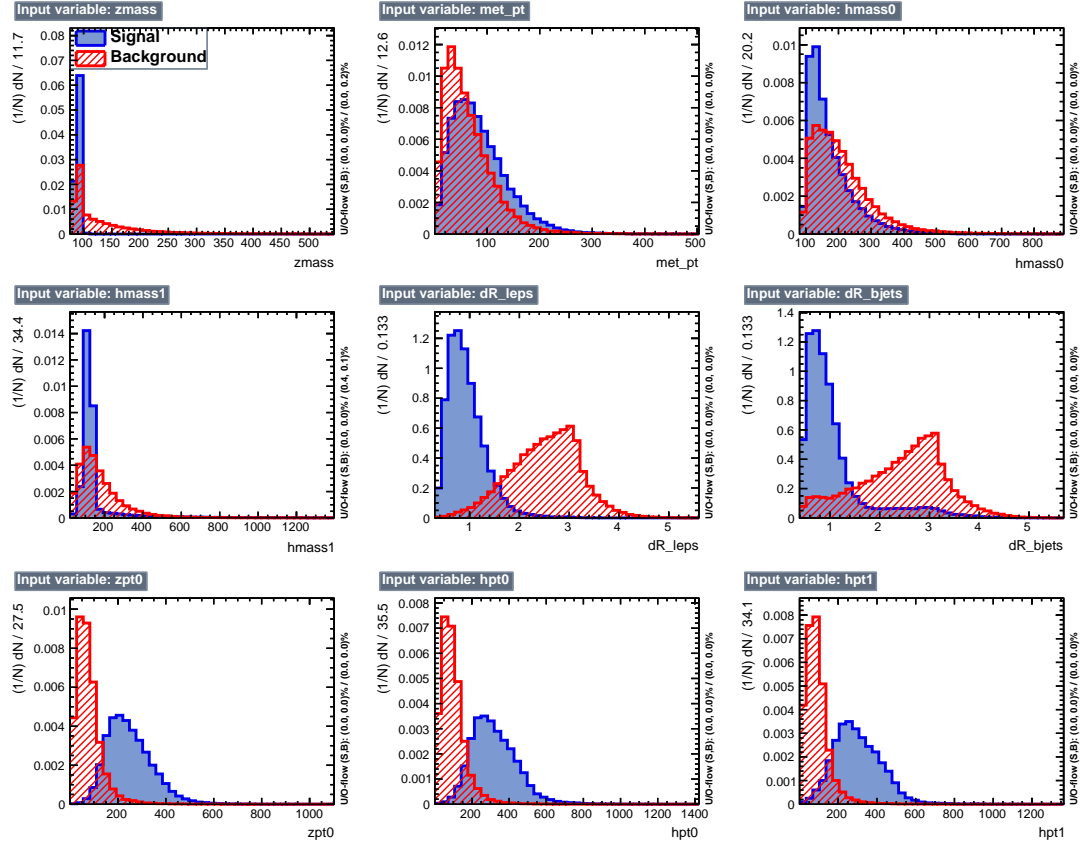 Input variable: zmass
(1/N) dN / 11.7
0.08
0.07
0.06
0.05
0.04
0.03
0.02
0.01
0
Signal
Background
100 200 300 400 500
zmass
U/O-flow (S,B): (0.0, 0.0)% / (0.0, 0.2)%
Input variable: met_pt
(1/N) dN / 12.6
0.012
0.01
0.008
0.006
0.004
0.002
0
100 200 300 400 500
met_pt
U/O-flow (S,B): (0.0, 0.0)% / (0.0, 0.0)%
Input variable: hmass0
(1/N) dN / 20.2
0.01
0.008
0.006
0.004
0.002
0
100 200 300 400 500 600 700 800
hmass0
U/O-flow (S,B): (0.0, 0.0)% / (0.0, 0.0)%
Input variable: hmass1
(1/N) dN / 34.4
0.014
0.012
0.01
0.008
0.006
0.004
0.002
0
200 400 600 800 1000 1200
hmass1
U/O-flow (S,B): (0.0, 0.0)% / (0.4, 0.1)%
Input variable: dR_leps
(1/N) dN / 0.133
1.2
1
0.8
0.6
0.4
0.2
0
1 2 3 4 5
dR_leps
U/O-flow (S,B): (0.0, 0.0)% / (0.0, 0.0)%
Input variable: dR_bjets
(1/N) dN / 0.133
1.4
1.2
1
0.8
0.6
0.4
0.2
0
1 2 3 4 5
dR_bjets
U/O-flow (S,B): (0.0, 0.0)% / (0.0, 0.0)%
Input variable: zpt0
(1/N) dN / 27.5
0.01
0.008
0.006
0.004
0.002
0
200 400 600 800 1000
zpt0
U/O-flow (S,B): (0.0, 0.0)% / (0.0, 0.0)%
Input variable: hpt0
(1/N) dN / 35.5
0.008
0.007
0.006
0.005
0.004
0.003
0.002
0.001
0
200 400 600 800 1000 1200 1400
hpt0
U/O-flow (S,B): (0.0, 0.0)% / (0.0, 0.0)%
Input variable: hpt1
(1/N) dN / 34.1
0.008
0.007
0.006
0.005
0.004
0.003
0.002
0.001
0
200 400 600 800 1000 1200
hpt1
U/O-flow (S,B): (0.0, 0.0)% / (0.0, 0.0)%